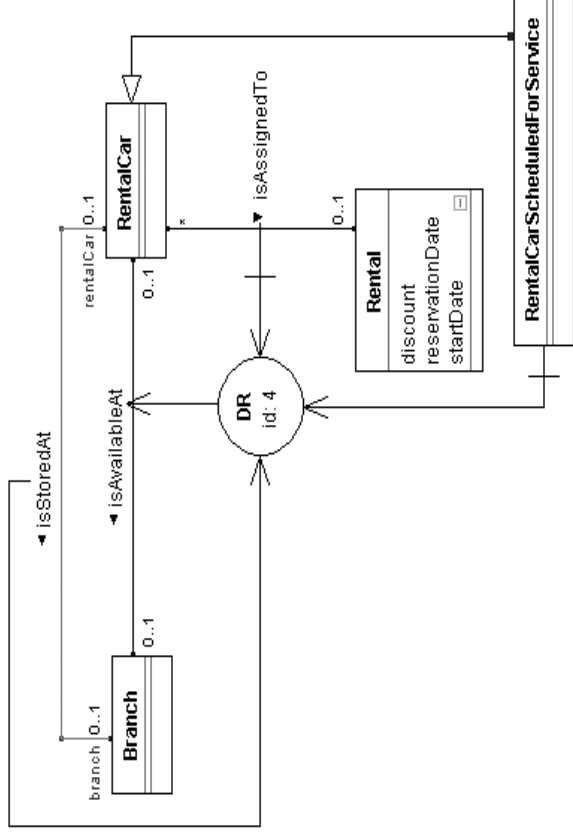 ◄ isStoredAt
branch 0..1
rentalCar 0..1
Branch
RentalCar
◄ isAvailableAt
0..1
0..1
*
▼ isAssignedTo
DR
id: 4
0..1
Rental
discount
reservationDate
startDate
RentalCarScheduledForService